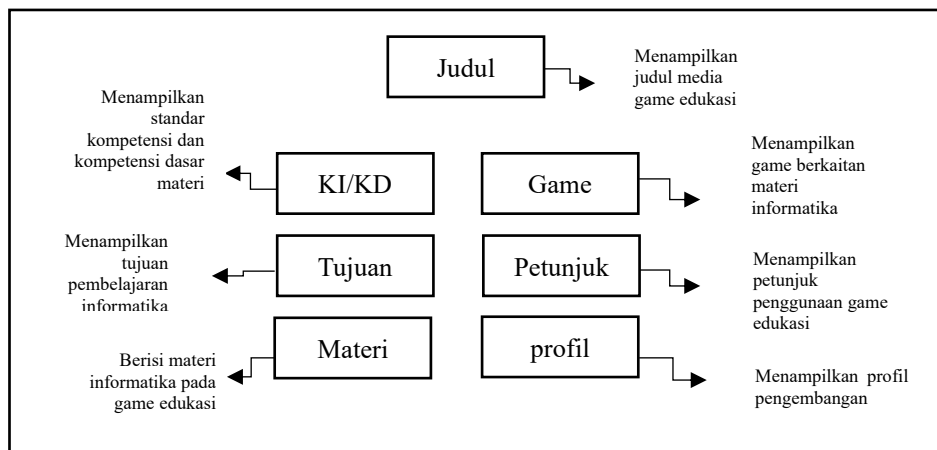 Judul
Menampilkan
judul media
game edukasi
Menampilkan
standar
kompetensi dan
kompetensi dasar
materi
KI/KD
Game
Menampilkan
game berkaitan
materi
informatika
Menampilkan
tujuan
pembelajaran
informatika
Tujuan
Petunjuk
Menampilkan
petunjuk
penggunaan game
edukasi
Berisi materi
informatika pada
game edukasi
Materi
profil
Menampilkan profil
pengembangan